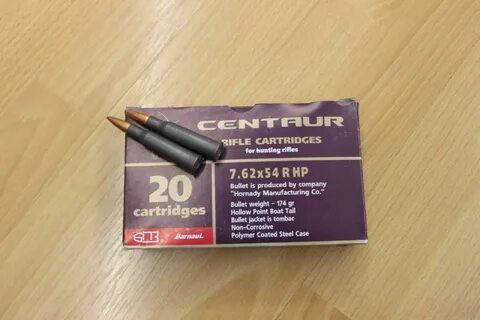 CENTAUR
RIFLE CARTRIDGES
for hunting rifles
20
cartridges
7.62x54 R HP
Bullet is produced by company
"Hornady Manufacturing Co."
Bullet weight - 174 gr
Hollow Point Boat Tail
Bullet jacket is tombac
Non-Corrosive
Polymer Coated Steel Case
Barnaul